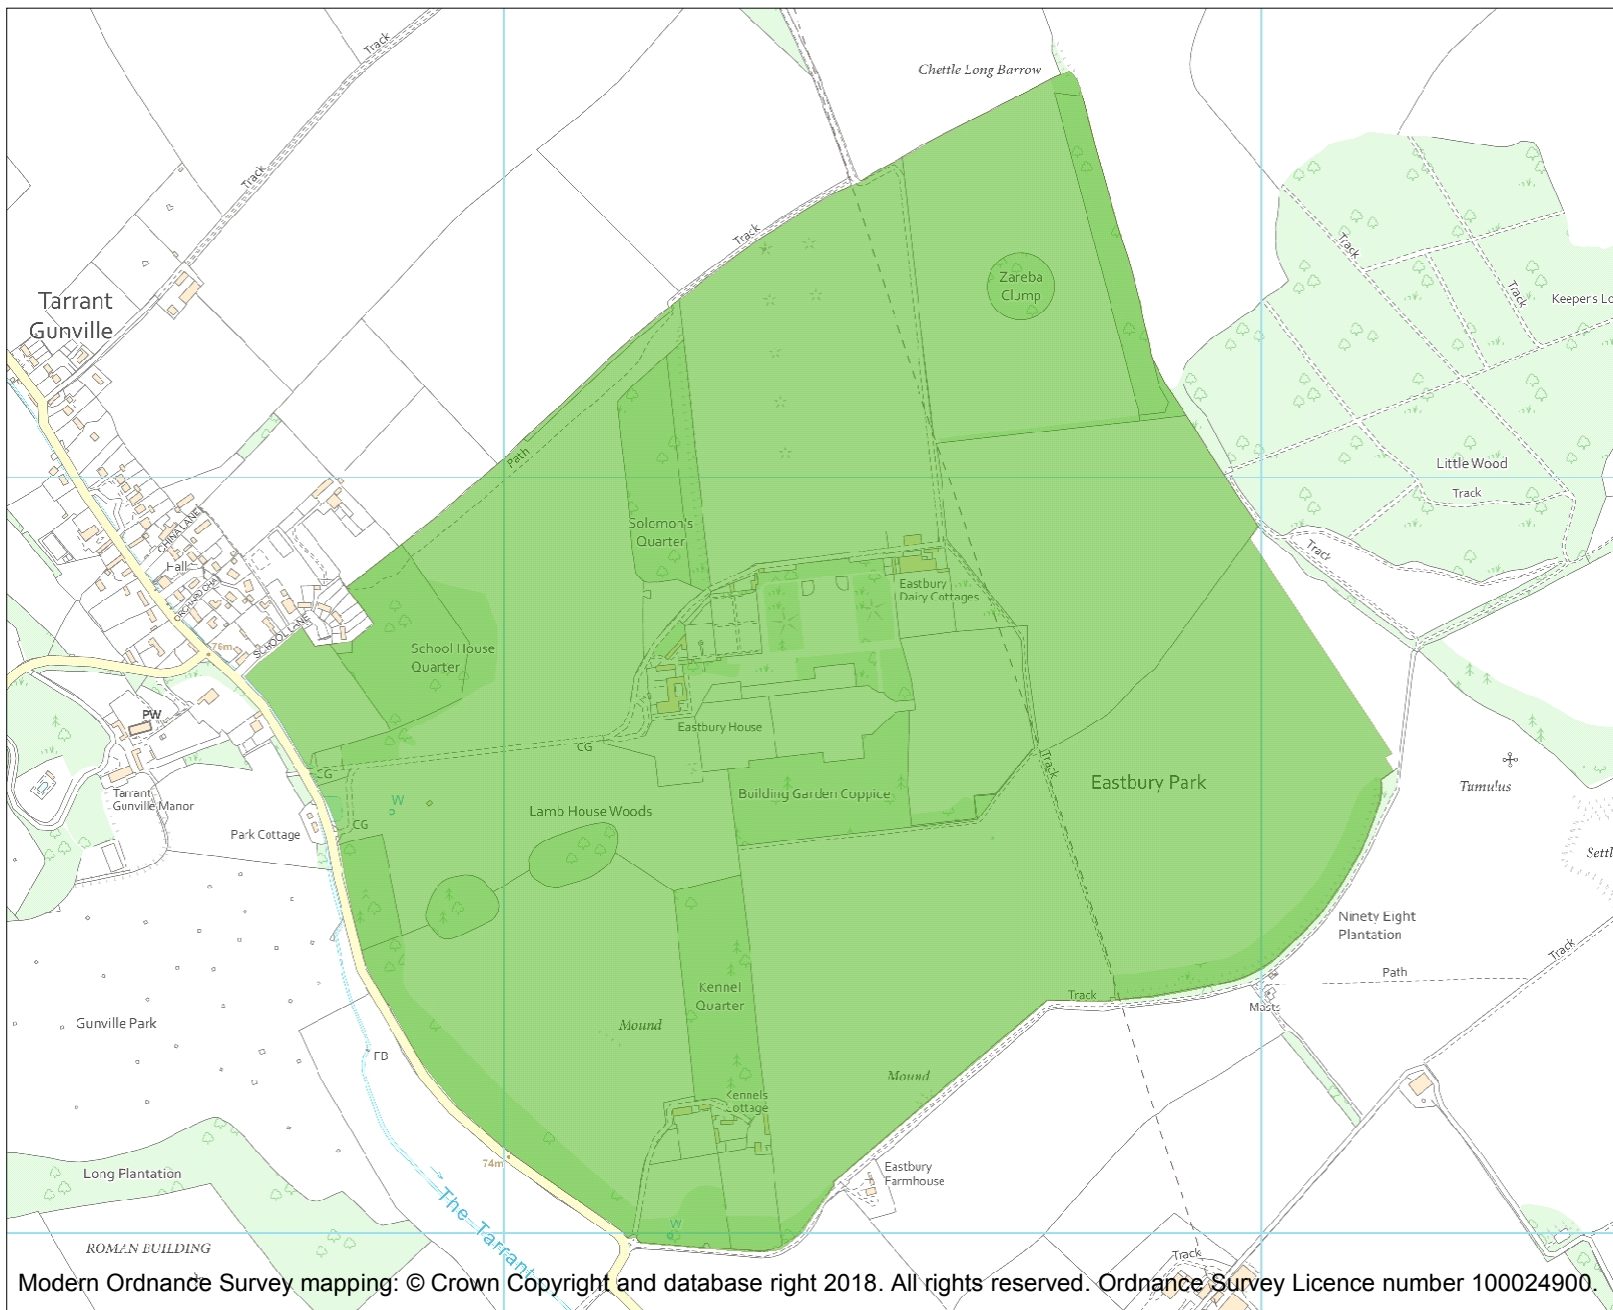 Track
Chettle Long Barrow
Track
Track
Track
Zareba
Clump
Track
Keeper's Lo
Tarrant
Gunville
Path
Little Wood
Track
Solomon's
Quarter
CHINA LANE
Hall
ORCHARD CHA
SCHOOL LANE
76m
Track
Eastbury
Dairy Cottages
School House
Quarter
PW
Eastbury House
CG
CG
Track
Eastbury Park
Tumulus
Tarrant
Gunville Manor
W
Building Garden Coppice
Lamb House Woods
CG
Park Cottage
Settl
Ninety Eight
Plantation
Track
Path
Kennel
Quarter
Track
Masts
Mound
Gunville Park
FB
Mound
Kennels
Cottage
74m
Eastbury
Farmhouse
Long Plantation
The Tarrant
W
ROMAN BUILDING
Track
Modern Ordnance Survey mapping: © Crown Copyright and database right 2018. All rights reserved. Ordnance Survey Licence number 100024900.